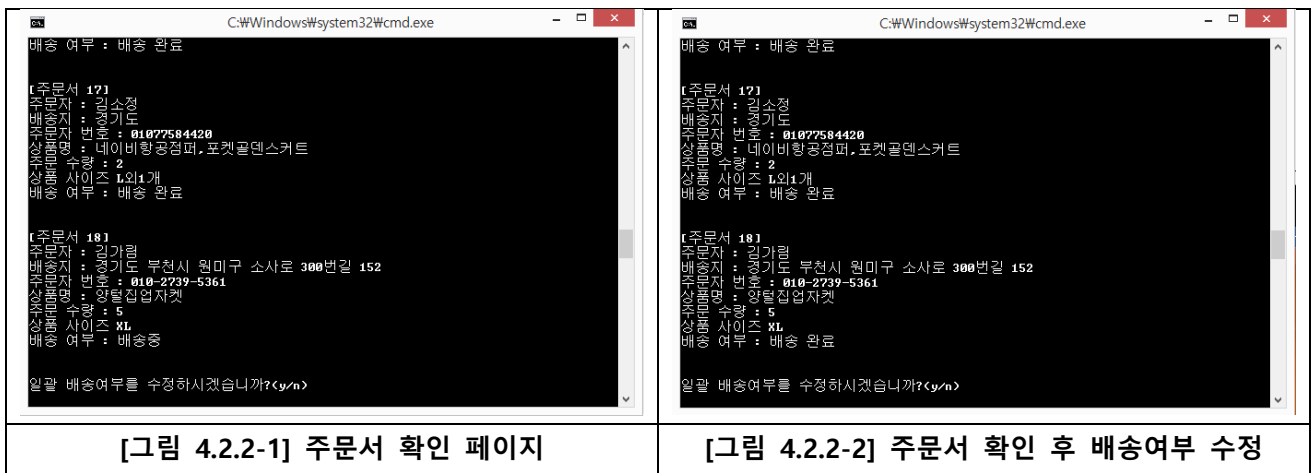 C:\Windows\system32\cmd.exe
배송 여부 : 배송 완료
[주문서 17]
주문자 : 김소정
배송지 : 경기도
주문자 번호 : 01077584420
상품명 : 네이비항공점퍼,포켓골덴스커트
주문 수량 : 2
상품 사이즈 L외1개
배송 여부 : 배송 완료
[주문서 18]
주문자 : 김가림
배송지 : 경기도 부천시 원미구 소사로 300번길 152
주문자 번호 : 010-2739-5361
상품명 : 양털집업자켓
주문 수량 : 5
상품 사이즈 XL
배송 여부 : 배송중
일괄 배송여부를 수정하시겠습니까?(y/n)
[그림 4.2.2-1] 주문서 확인 페이지
C:\Windows\system32\cmd.exe
배송 여부 : 배송 완료
[주문서 17]
주문자 : 김소정
배송지 : 경기도
주문자 번호 : 01077584420
상품명 : 네이비항공점퍼,포켓골덴스커트
주문 수량 : 2
상품 사이즈 L외1개
배송 여부 : 배송 완료
[주문서 18]
주문자 : 김가림
배송지 : 경기도 부천시 원미구 소사로 300번길 152
주문자 번호 : 010-2739-5361
상품명 : 양털집업자켓
주문 수량 : 5
상품 사이즈 XL
배송 여부 : 배송 완료
일괄 배송여부를 수정하시겠습니까?(y/n)
[그림 4.2.2-2] 주문서 확인 후 배송여부 수정